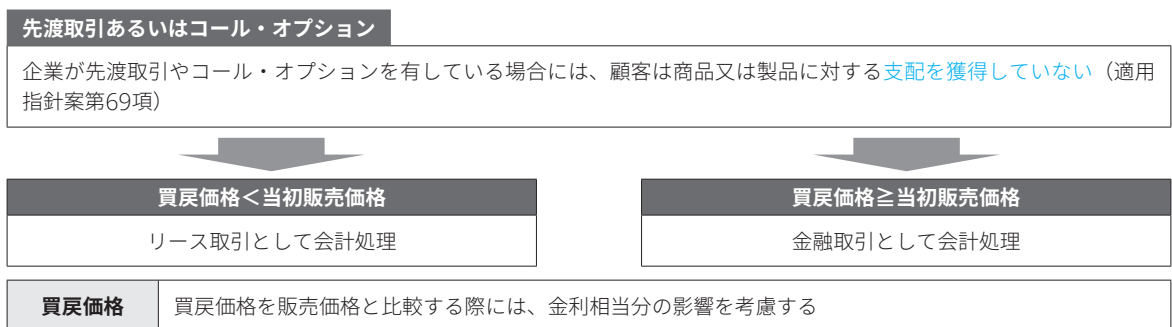 先渡取引あるいはコール・オプション
企業が先渡取引やコール・オプションを有している場合には、顧客は商品又は製品に対する支配を獲得していない（適用
指針案第69項）
買戻価格＜当初販売価格
リース取引として会計処理
買戻価格≧当初販売価格
金融取引として会計処理
買戻価格 買戻価格を販売価格と比較する際には、金利相当分の影響を考慮する